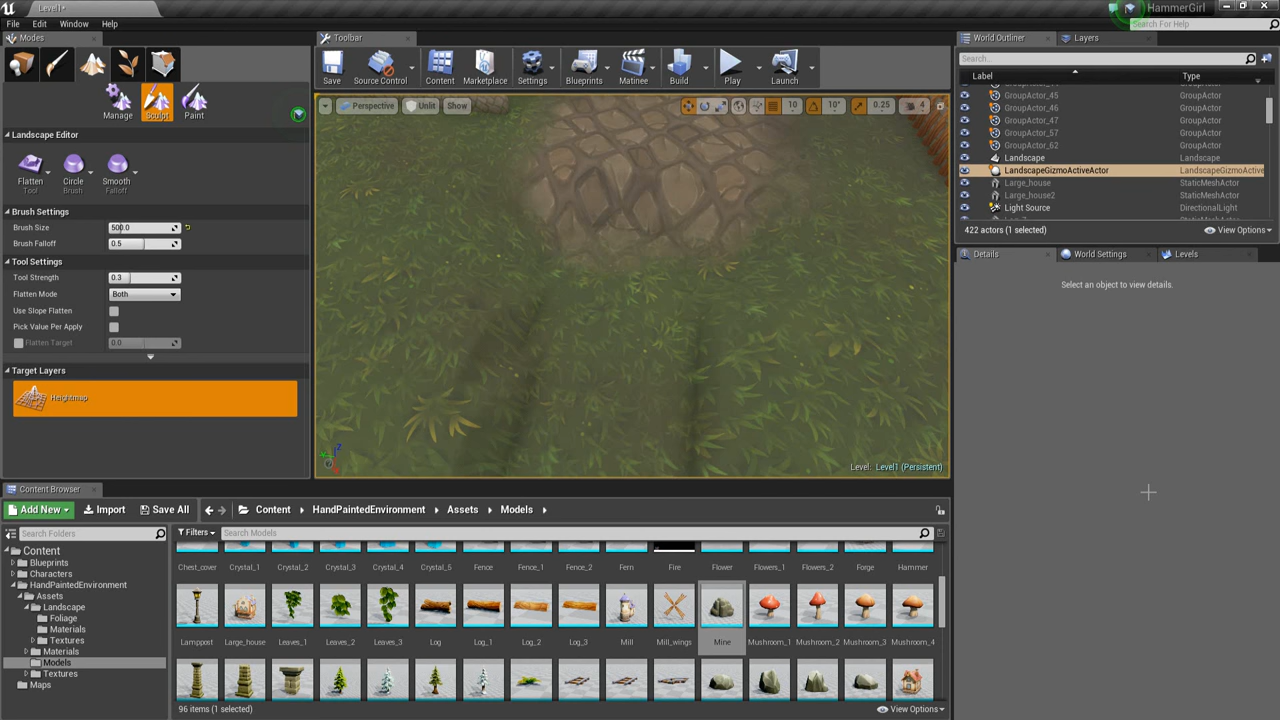 Level1*
HammerGirl
File Edit Window Help
Search For Help
Modes
Toolbar
World Outliner
Layers
Save
Source Control
Content
Marketplace
Settings
Blueprints
Matinee
Build
Play
Launch
Search...
Label
Type
Manage
Sculpt
Paint
Perspective
Unlit
Show
10
10°
0.25
4
GroupActor_45 GroupActor
GroupActor_46 GroupActor
GroupActor_47 GroupActor
GroupActor_57 GroupActor
GroupActor_62 GroupActor
Landscape Landscape
LandscapeGizmoActiveActor LandscapeGizmoActive
Large_house StaticMeshActor
Large_house2 StaticMeshActor
Light Source DirectionalLight
422 actors (1 selected)
View Options
Landscape Editor
Flatten
Tool
Circle
Brush
Smooth
Falloff
Brush Settings
Brush Size 500.0
Brush Falloff 0.5
Tool Settings
Tool Strength 0.3
Flatten Mode Both
Use Slope Flatten
Pick Value Per Apply
Flatten Target 0.0
Target Layers
Heightmap
Details
World Settings
Levels
Select an object to view details.
Level: Level1 (Persistent)
Content Browser
Add New
Import
Save All
Content
HandPaintedEnvironment
Assets
Models
Search Folders
Filters
Search Models
Content
Blueprints
Characters
HandPaintedEnvironment
Assets
Landscape
Foliage
Materials
Textures
Materials
Models
Textures
Maps
Chest_cover Crystal_1 Crystal_2 Crystal_3 Crystal_4 Crystal_5 Fence Fence_1 Fence_2 Fern Fire Flower Flowers_1 Flowers_2 Forge Hammer
Lamppost Large_house Leaves_1 Leaves_2 Leaves_3 Log Log_1 Log_2 Log_3 Mill Mill_wings Mine Mushroom_1 Mushroom_2 Mushroom_3 Mushroom_4
96 items (1 selected)
View Options